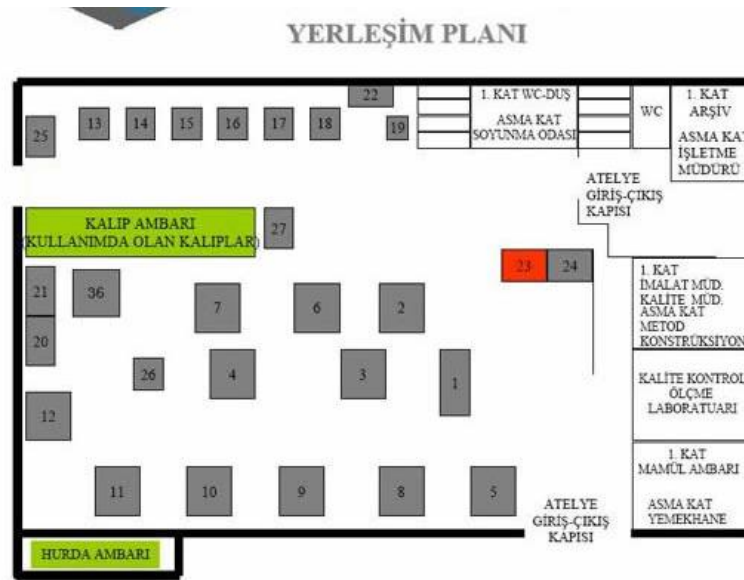 YERLEŞİM PLANI
22
1. KAT WC-DUŞ
ASMA KAT
SOYUNMA ODASI
WC
1. KAT
ARŞİV
ASMA KAT
İŞLETME
MÜDÜRÜ
25
13
14
15
16
17
18
19
ATELYE
GİRİŞ-ÇIKIŞ
KAPISI
KALIP AMBARI
(KULLANIMDA OLAN KALIPLAR)
27
23
24
21
36
7
6
2
1. KAT
İMALAT MÜD.
KALİTE MÜD.
ASMA KAT
METOD
KONSTRÜKSİYON
20
26
4
3
1
KALİTE KONTROL
ÖLÇME
LABORATUARI
12
11
10
9
8
5
1. KAT
MAMÜL AMBARI
ASMA KAT
YEMEKHANE
ATELYE
GİRİŞ-ÇIKIŞ
KAPISI
HURDA AMBARI